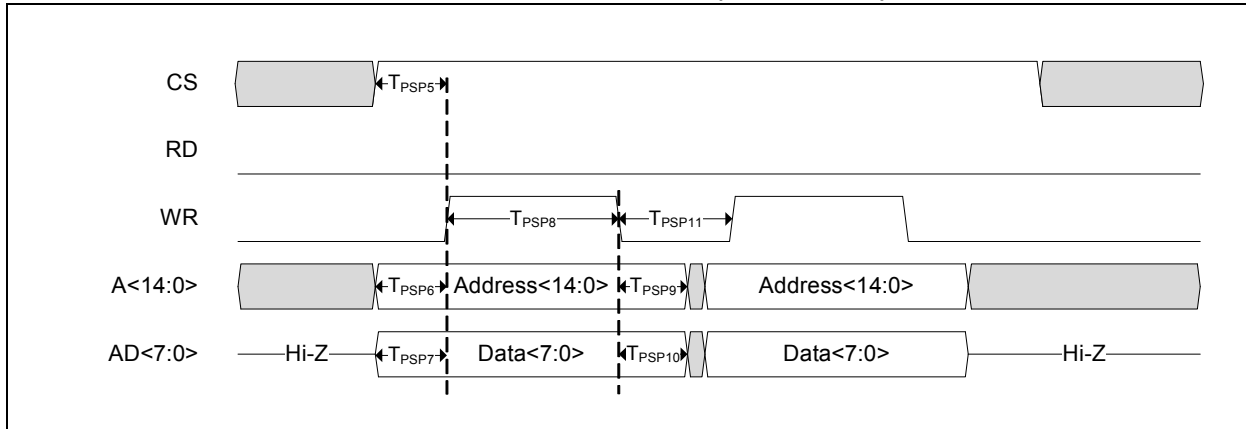 CS TPSP5
RD
WR TPSP8 TPSP11
A<14:0> TPSP6 Address<14:0> TPSP9 Address<14:0>
AD<7:0> Hi-Z TPSP7 Data<7:0> TPSP10 Data<7:0> Hi-Z